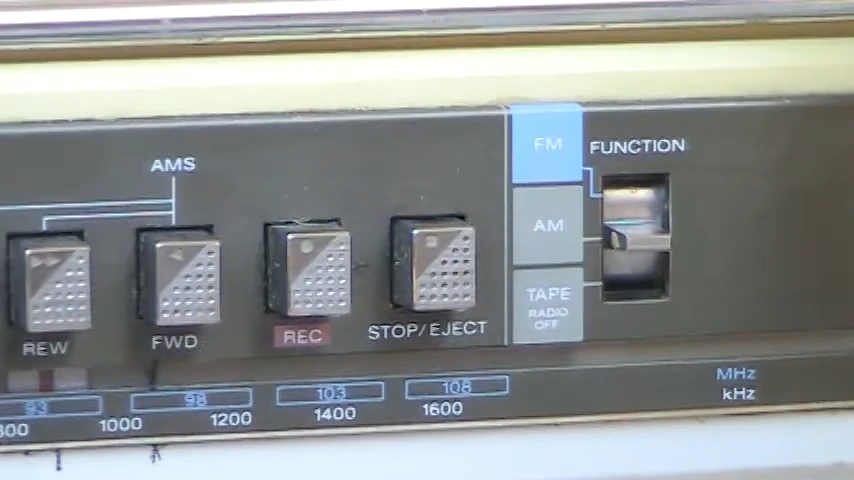 AMS
FM
FUNCTION
AM
TAPE
RADIO
OFF
REW
FWD
REC
STOP/EJECT
MHz
93
98
103
108
kHz
800
1000
1200
1400
1600